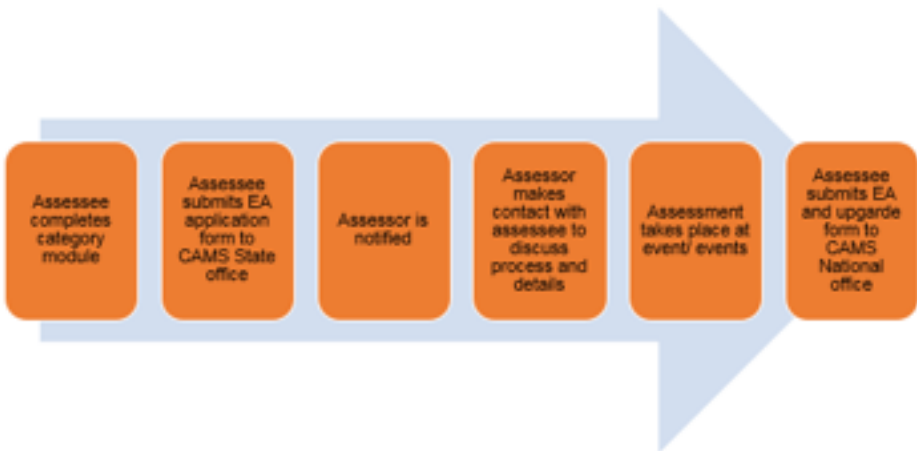 Assessee
completes
category
module
Assessee
submits EA
application
form to
CAMS State
office
Assessor is
notified
Assessor
makes
contact with
assessee to
discuss
process and
details
Assessment
takes place at
event/ events
Assessee
submits EA
and upgarde
form to
CAMS
National
office